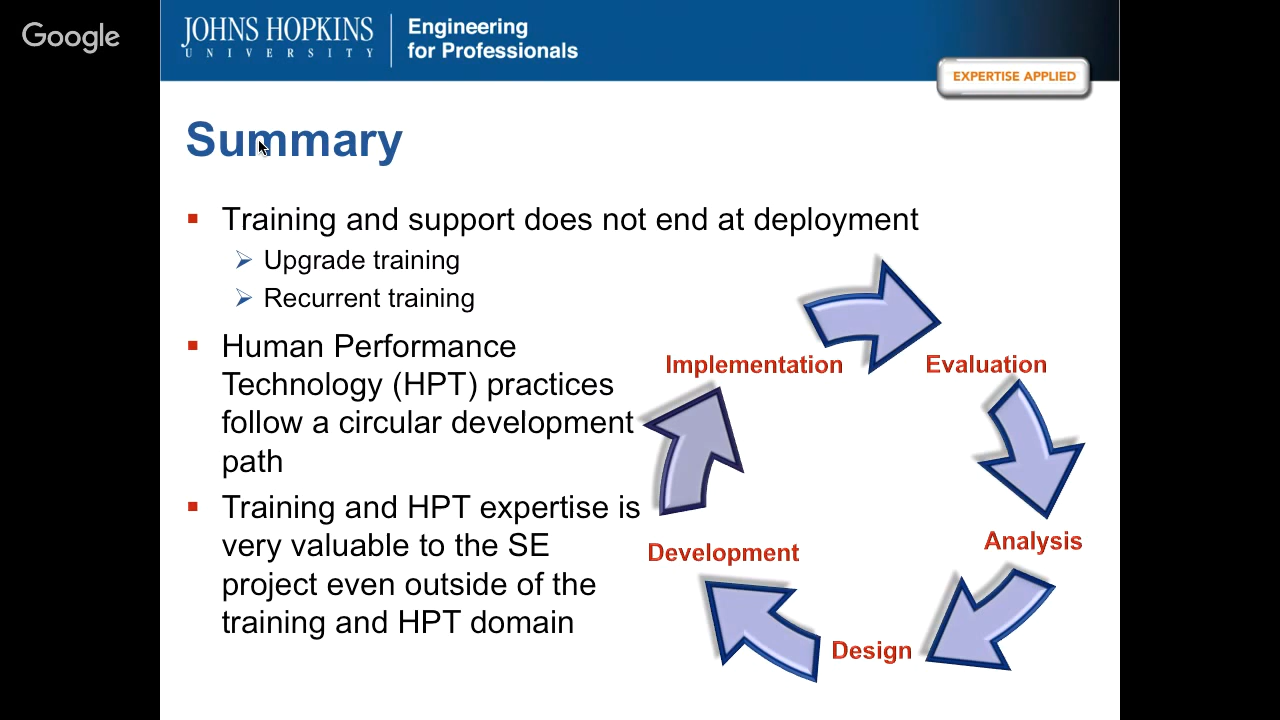 Google
JOHNS HOPKINS
UNIVERSITY
Engineering
for Professionals
EXPERTISE APPLIED
Summary
Training and support does not end at deployment
Upgrade training
Recurrent training
Human Performance
Technology (HPT) practices
follow a circular development
path
Training and HPT expertise is
very valuable to the SE
project even outside of the
training and HPT domain
Implementation
Evaluation
Analysis
Design
Development